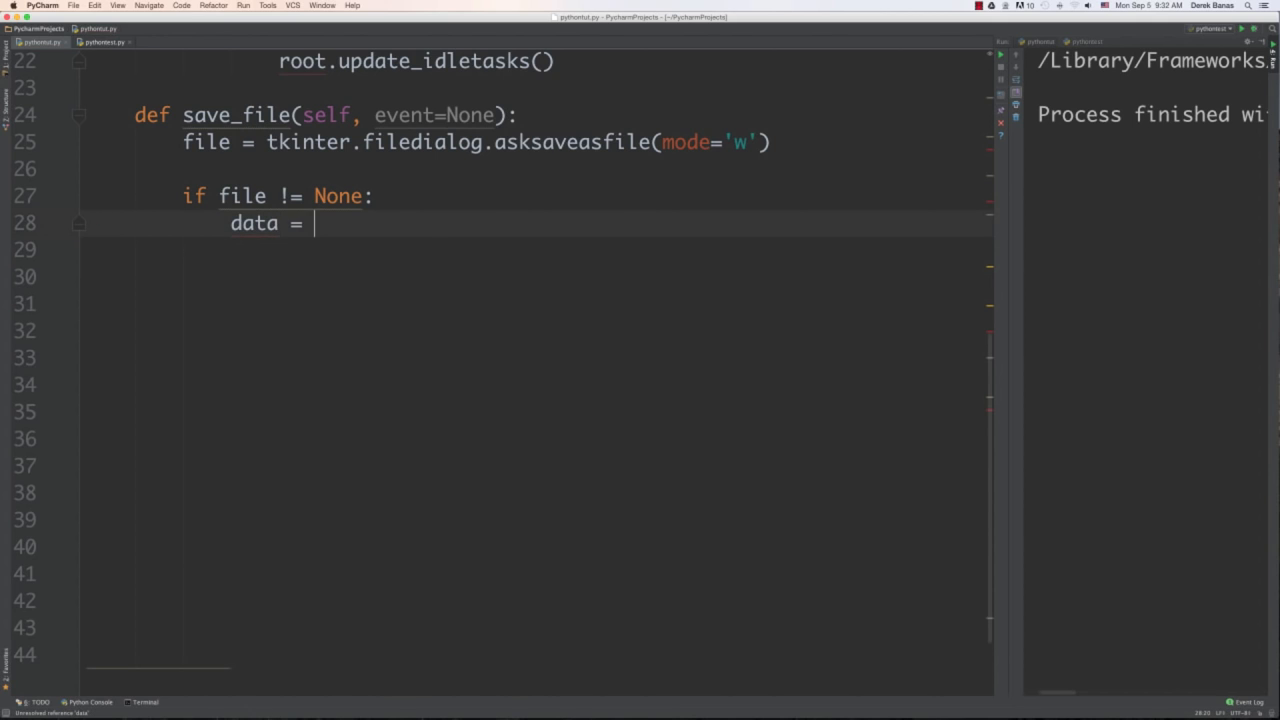 PyCharm File Edit View Navigate Code Refactor Run Tools VCS Window Help 10 Mon Sep 5 9:32 AM Derek Banas
pythontut.py - PycharmProjects - [~/PycharmProjects]
PycharmProjects pythontut.py pythontest
pythontut.py pythontest.py Run: pythontut pythontest
22 root.update_idletasks()
23
24 def save_file(self, event=None):
25 file = tkinter.filedialog.asksaveasfile(mode='w')
26
27 if file != None:
28 data =
29
30
31
32
33
34
35
36
37
38
39
40
41
42
43
44
/Library/Frameworks
Process finished wi
Project
Structure
Favorites
Run
TODO Python Console Terminal Event Log
Unresolved reference 'data' 28:20 LF UTF-8